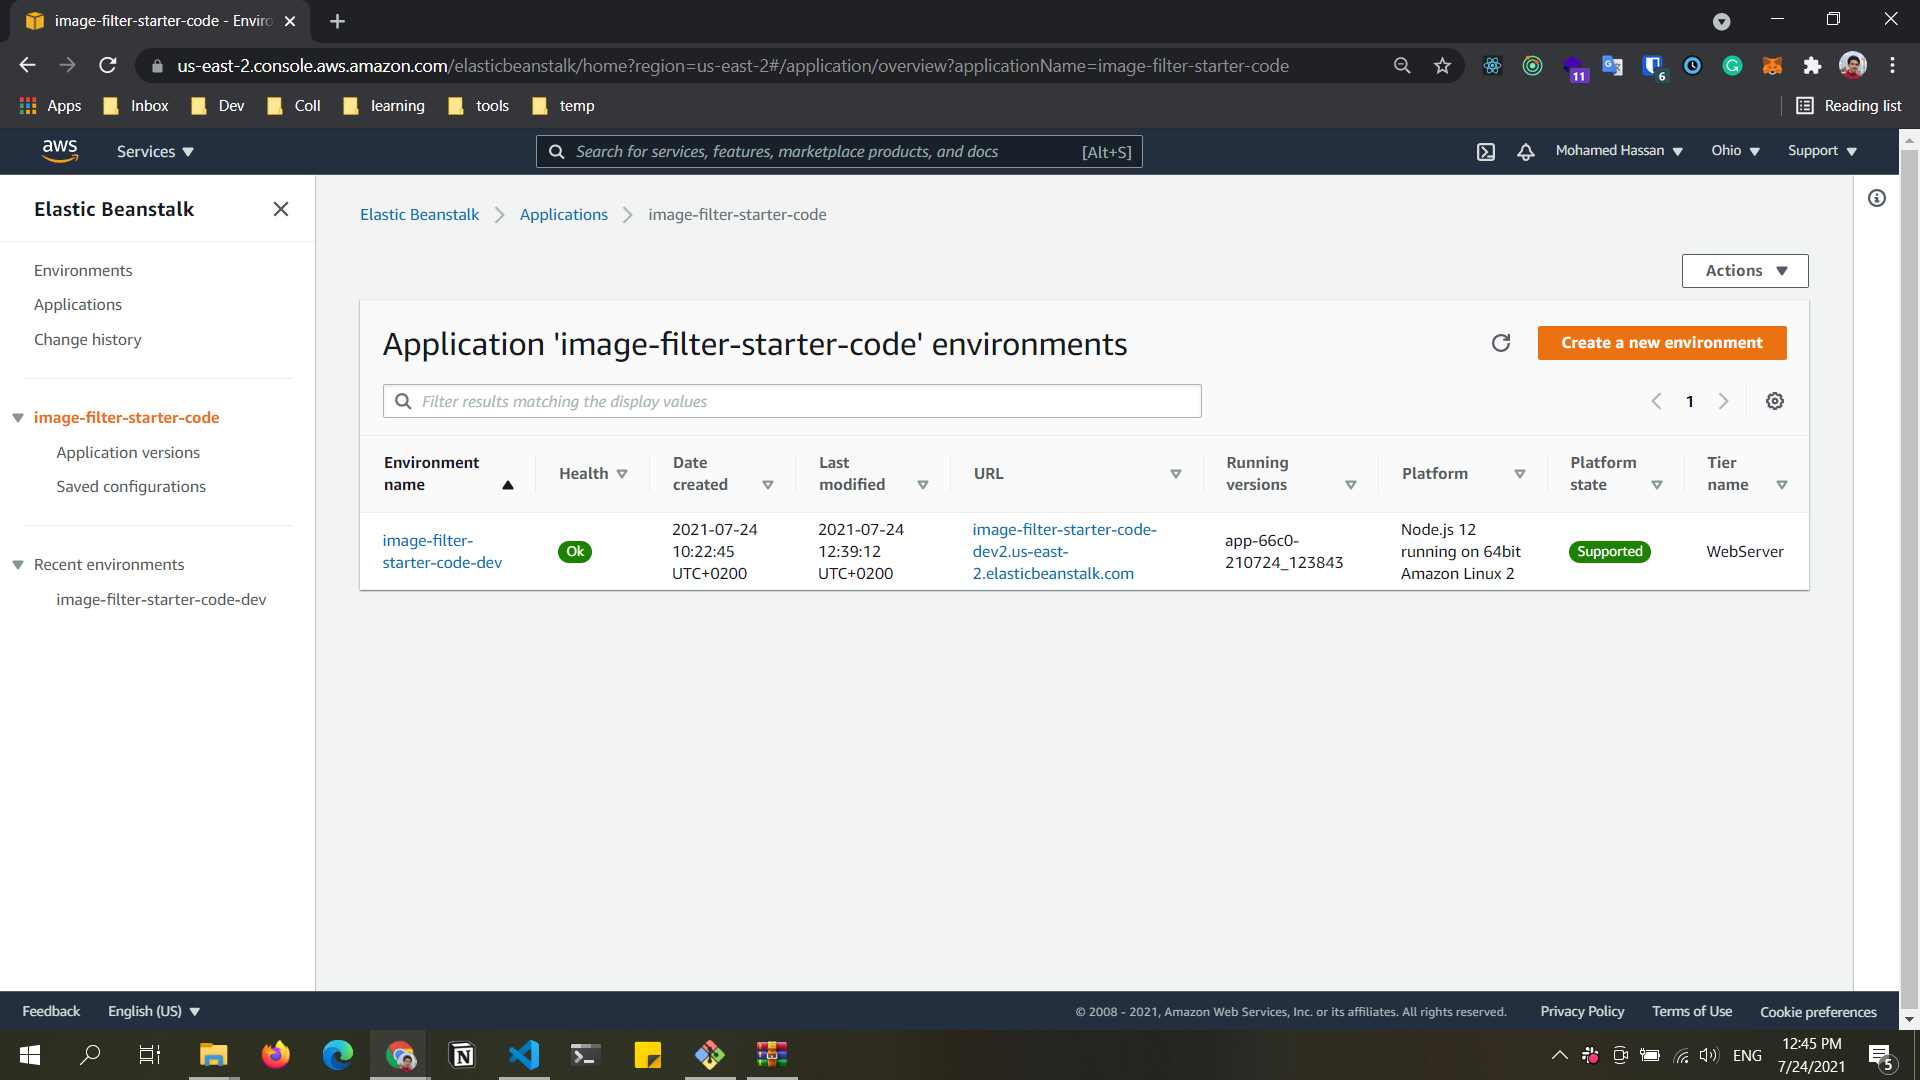 image-filter-starter-code - Enviro
us-east-2.console.aws.amazon.com/elasticbeanstalk/home?region=us-east-2#/application/overview?applicationName=image-filter-starter-code
11
6
Apps
Inbox
Dev
Coll
learning
tools
temp
Reading list
aws
Services
Search for services, features, marketplace products, and docs
[Alt+S]
Mohamed Hassan
Ohio
Support
Elastic Beanstalk
Environments
Applications
Change history
image-filter-starter-code
Application versions
Saved configurations
Recent environments
image-filter-starter-code-dev
Elastic Beanstalk
Applications
image-filter-starter-code
Actions
Application 'image-filter-starter-code' environments
Create a new environment
Filter results matching the display values
1
Environment
name
Health
Date
created
Last
modified
URL
Running
versions
Platform
Platform
state
Tier
name
image-filter-
starter-code-dev
Ok
2021-07-24
10:22:45
UTC+0200
2021-07-24
12:39:12
UTC+0200
image-filter-starter-code-
dev2.us-east-
2.elasticbeanstalk.com
app-66c0-
210724_123843
Node.js 12
running on 64bit
Amazon Linux 2
Supported
WebServer
Feedback
English (US)
© 2008 - 2021, Amazon Web Services, Inc. or its affiliates. All rights reserved.
Privacy Policy
Terms of Use
Cookie preferences
ENG
12:45 PM
7/24/2021
5